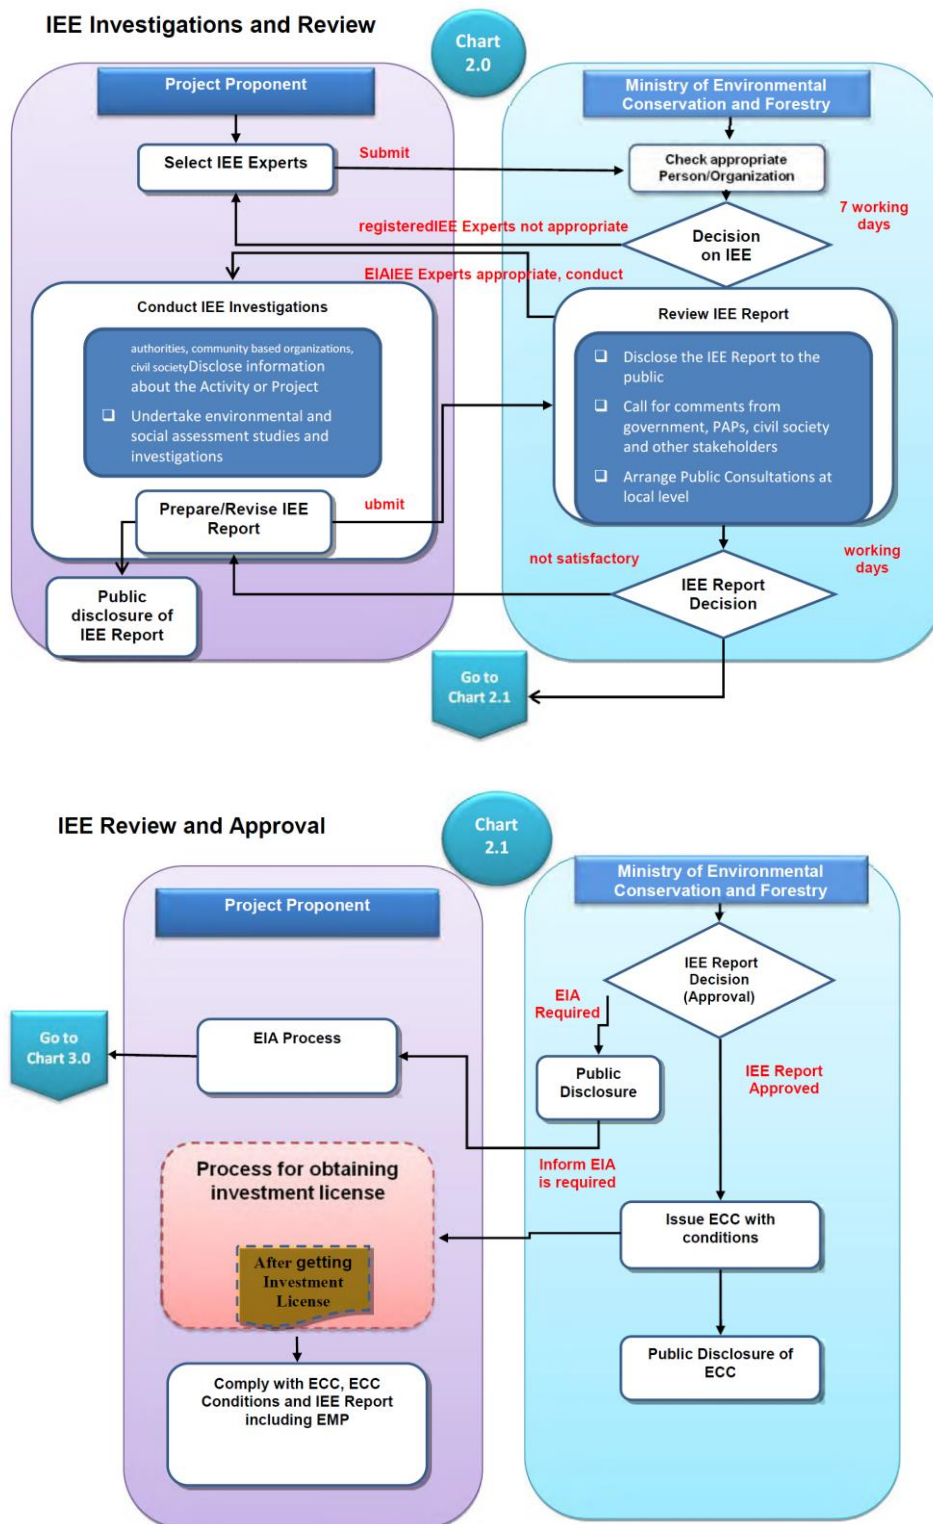 IEE Investigations and Review
Chart
2.0
Project Proponent
Ministry of Environmental
Conservation and Forestry
Select IEE Experts
Submit
Check appropriate
Person/Organization
7 working
days
registeredIEE Experts not appropriate
Decision
on IEE
EIAIEE Experts appropriate, conduct
Conduct IEE Investigations
authorities, community based organizations,
civil societyDisclose information
about the Activity or Project
❑ Undertake environmental and
social assessment studies and
investigations
Review IEE Report
❑ Disclose the IEE Report to the
public
❑ Call for comments from
government, PAPs, civil society
and other stakeholders
❑ Arrange Public Consultations at
local level
Prepare/Revise IEE
Report
ubmit
not satisfactory
working
days
IEE Report
Decision
Public
disclosure of
IEE Report
Go to
Chart 2.1
IEE Review and Approval
Chart
2.1
Project Proponent
Ministry of Environmental
Conservation and Forestry
IEE Report
Decision
(Approval)
EIA
Required
Go to
Chart 3.0
EIA Process
Public
Disclosure
IEE Report
Approved
Inform EIA
is required
Process for obtaining
investment license
After getting
Investment
License
Issue ECC with
conditions
Public Disclosure of
ECC
Comply with ECC, ECC
Conditions and IEE Report
including EMP